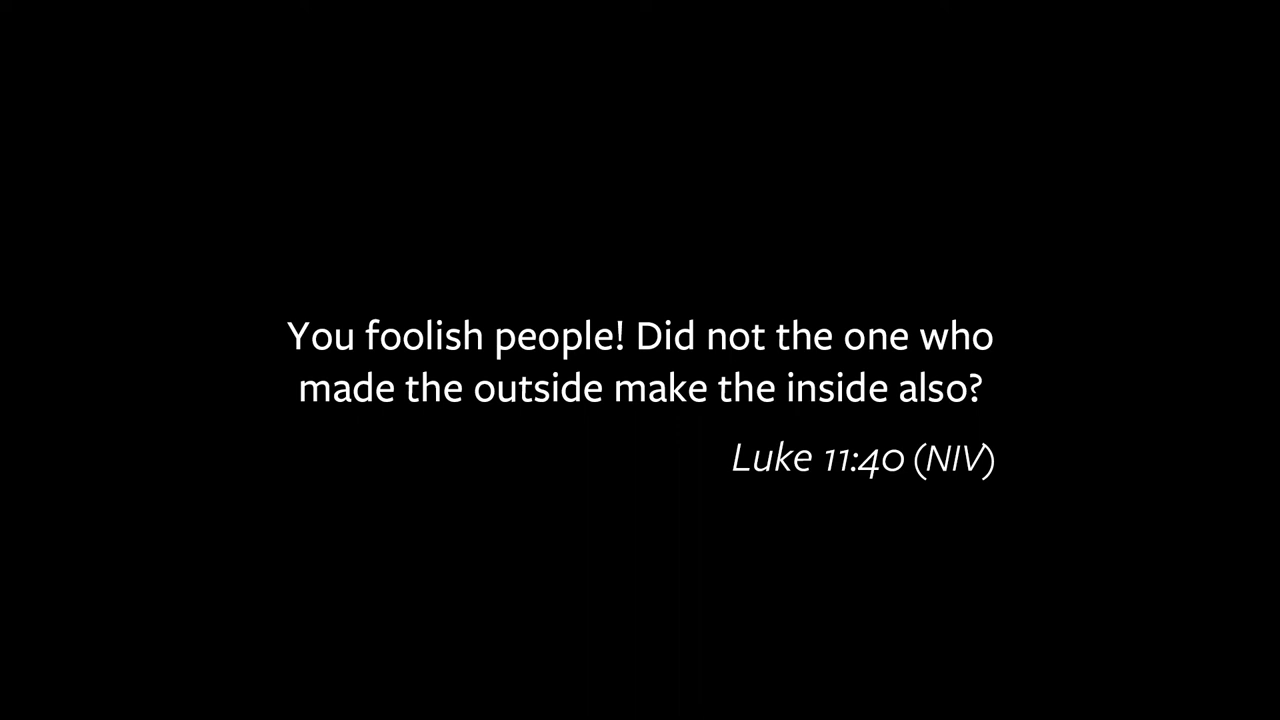 You foolish people! Did not the one who
made the outside make the inside also?
Luke 11:40 (NIV)